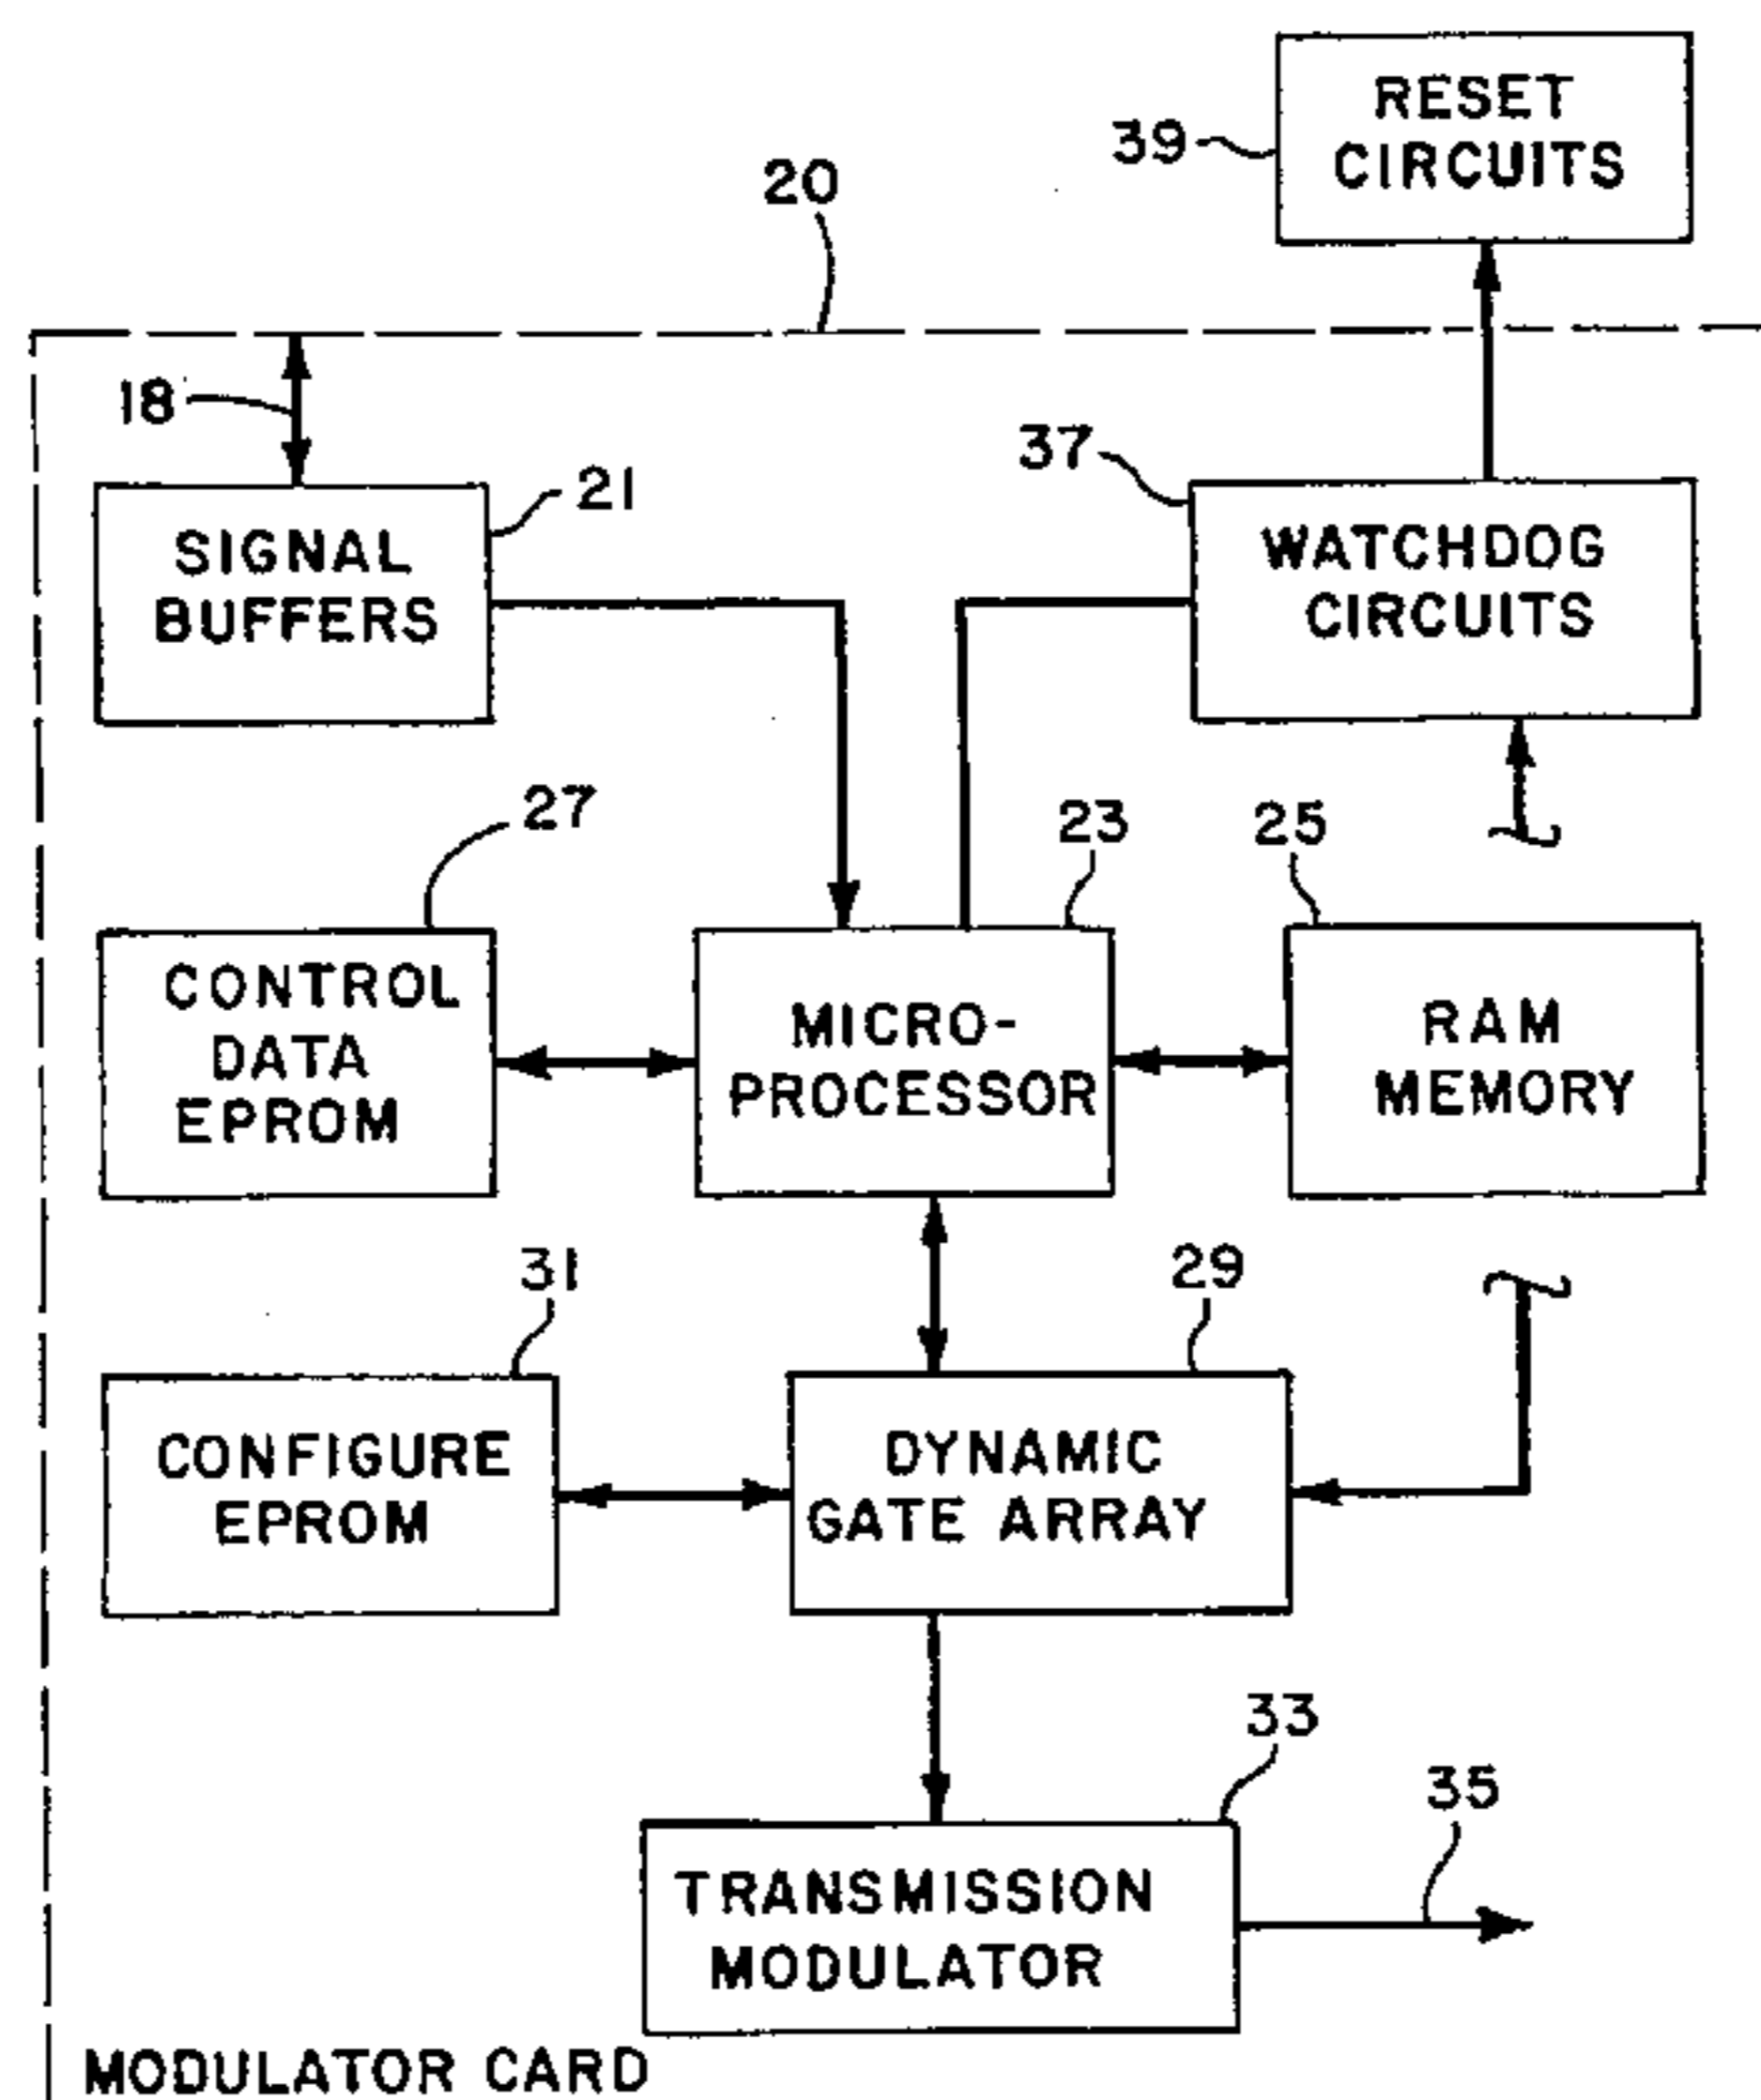 RESET
CIRCUITS
39
20
18
21
37
SIGNAL
BUFFERS
WATCHDOG
CIRCUITS
27
23
25
CONTROL
DATA
EPROM
MICRO-
PROCESSOR
RAM
MEMORY
31
29
CONFIGURE
EPROM
DYNAMIC
GATE ARRAY
33
35
TRANSMISSION
MODULATOR
MODULATOR CARD